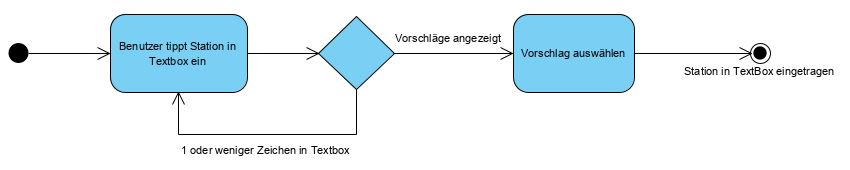 Vorschläge angezeigt
Benutzer tippt Station in
Textbox ein
Vorschlag auswählen
Station in TextBox eingetragen
1 oder weniger Zeichen in Textbox